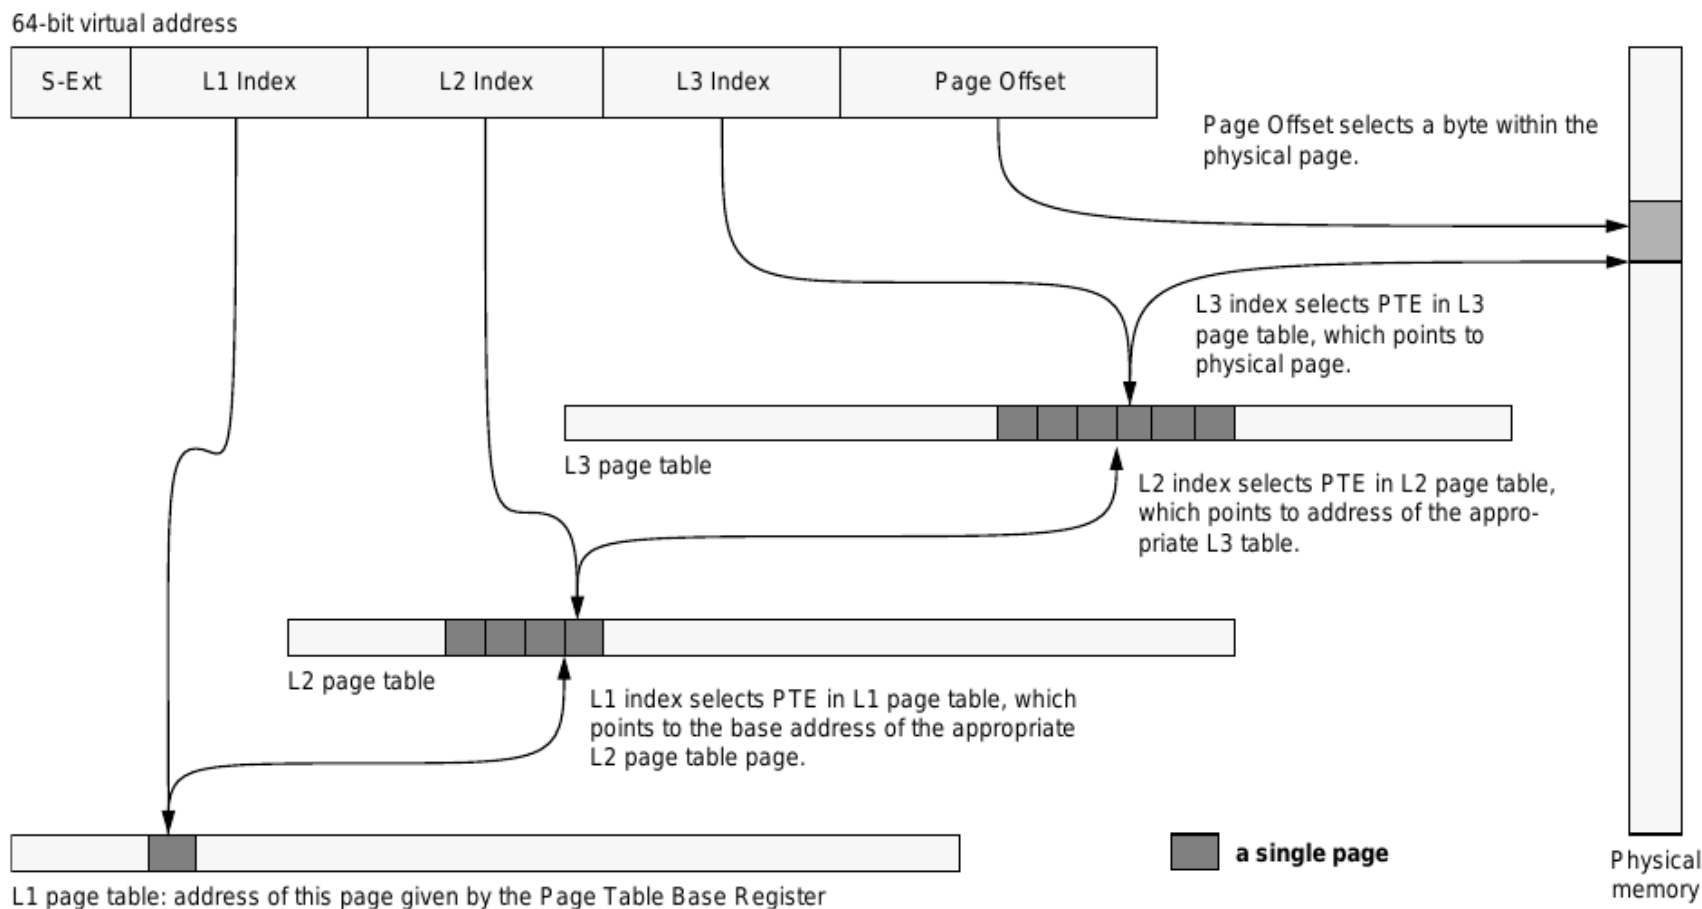 64-bit virtual address
S-Ext
L1 Index
L2 Index
L3 Index
Page Offset
Page Offset selects a byte within the
physical page.
L3 index selects PTE in L3
page table, which points to
physical page.
L3 page table
L2 index selects PTE in L2 page table,
which points to address of the appro-
priate L3 table.
L2 page table
L1 index selects PTE in L1 page table, which
points to the base address of the appropriate
L2 page table page.
a single page
Physical
memory
L1 page table: address of this page given by the Page Table Base Register